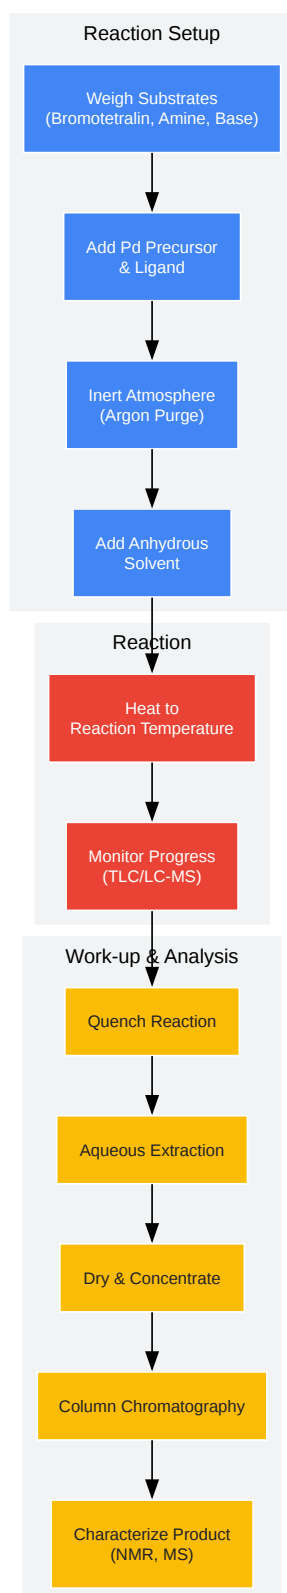 Reaction Setup
Weigh Substrates
(Bromotetralin, Amine, Base)
Add Pd Precursor
& Ligand
Inert Atmosphere
(Argon Purge)
Add Anhydrous
Solvent
Reaction
Heat to
Reaction Temperature
Monitor Progress
(TLC/LC-MS)
Work-up & Analysis
Quench Reaction
Aqueous Extraction
Dry & Concentrate
Column Chromatography
Characterize Product
(NMR, MS)